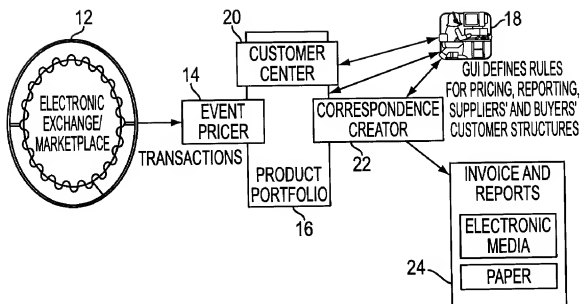 12
20
18
CUSTOMER
CENTER
14
GUI DEFINES RULES
FOR PRICING, REPORTING,
SUPPLIERS' AND BUYERS'
CUSTOMER STRUCTURES
ELECTRONIC
EXCHANGE/
MARKETPLACE
EVENT
PRICER
CORRESPONDENCE
CREATOR
TRANSACTIONS
22
PRODUCT
PORTFOLIO
16
INVOICE AND
REPORTS
ELECTRONIC
MEDIA
24
PAPER